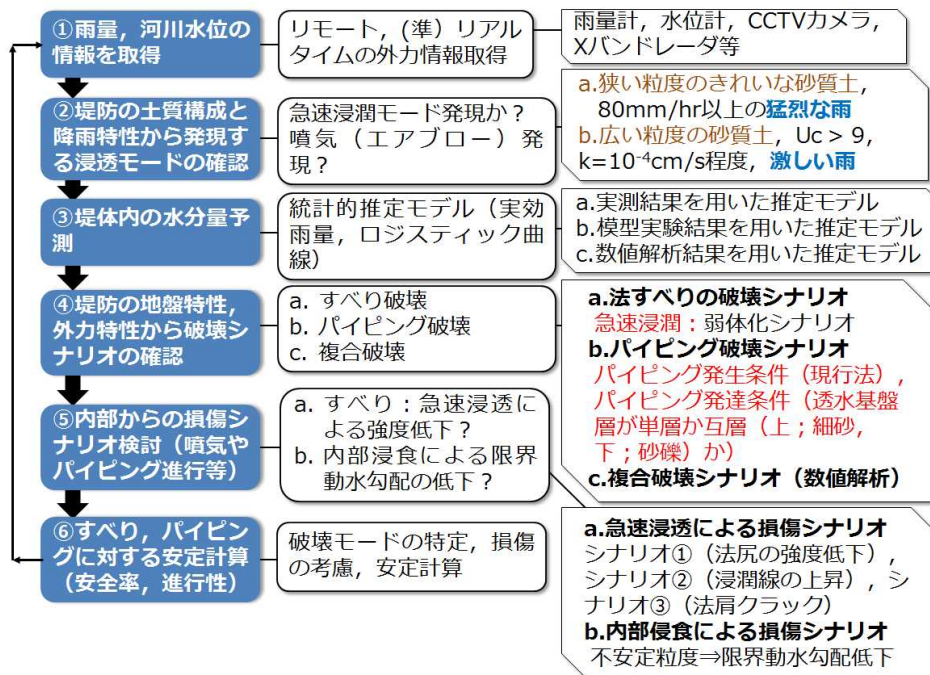 ①雨量，河川水位の
情報を取得
リモート，(準）リアル
タイムの外力情報取得
雨量計，水位計，CCTVカメラ，
Xバンドレーダ等
②堤防の土質構成と
降雨特性から発現す
る浸透モードの確認
急速浸潤モード発現か？
噴気（エアブロー）発
現？
a.狭い粒度のきれいな砂質土，
80mm/hr以上の猛烈な雨
b.広い粒度の砂質土，Uc > 9，
k=10⁻⁴cm/s程度，激しい雨
③堤体内の水分量予
測
統計的推定モデル（実効
雨量，ロジスティック曲
線）
a.実測結果を用いた推定モデル
b.模型実験結果を用いた推定モデル
c.数値解析結果を用いた推定モデル
④堤防の地盤特性，
外力特性から破壊シ
ナリオの確認
a. すべり破壊
b. パイピング破壊
c. 複合破壊
a.法すべりの破壊シナリオ
急速浸潤：弱体化シナリオ
b.パイピング破壊シナリオ
パイピング発生条件（現行法），
パイピング発達条件（透水基盤
層が単層か互層（上；細砂，
下；砂礫）か）
c.複合破壊シナリオ（数値解析）
⑤内部からの損傷シ
ナリオ検討（噴気や
パイピング進行等）
a. すべり：急速浸透に
よる強度低下？
b. 内部浸食による限界
動水勾配の低下？
⑥すべり，パイピン
グに対する安定計算
（安全率，進行性）
破壊モードの特定，損傷
の考慮，安定計算
a.急速浸透による損傷シナリオ
シナリオ①（法尻の強度低下），
シナリオ②（浸潤線の上昇），シ
ナリオ③（法肩クラック）
b.内部侵食による損傷シナリオ
不安定粒度⇒限界動水勾配低下